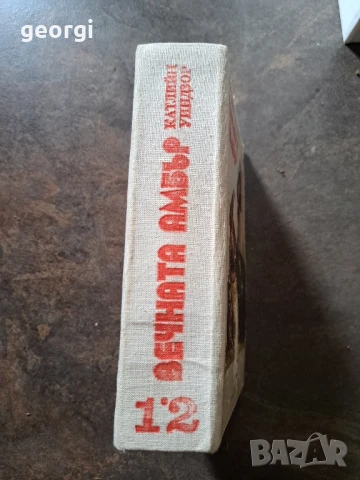 georgi
КАТЛИЙН
УИНДЗОР
ВЕЧНАТА АМБЪР
1·2
BAZAR